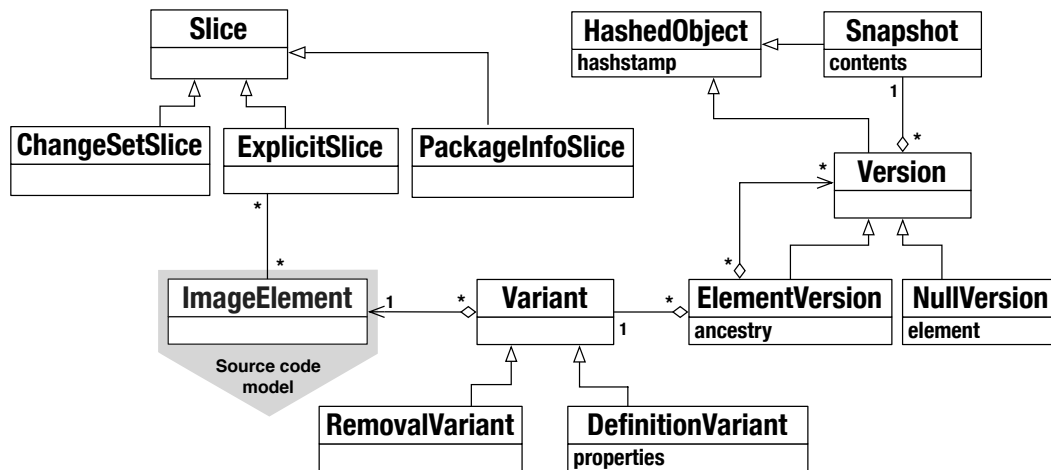 Slice
HashedObject
hashstamp
Snapshot
contents
1
*
ChangeSetSlice
ExplicitSlice
PackageInfoSlice
Version
*
*
*
*
ImageElement
1
*
Variant
1
*
ElementVersion
ancestry
NullVersion
element
Source code
model
RemovalVariant
DefinitionVariant
properties